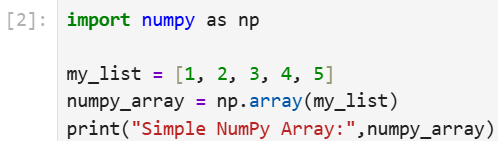 [2]: import numpy as np
my_list = [1, 2, 3, 4, 5]
numpy_array = np.array(my_list)
print("Simple NumPy Array:",numpy_array)